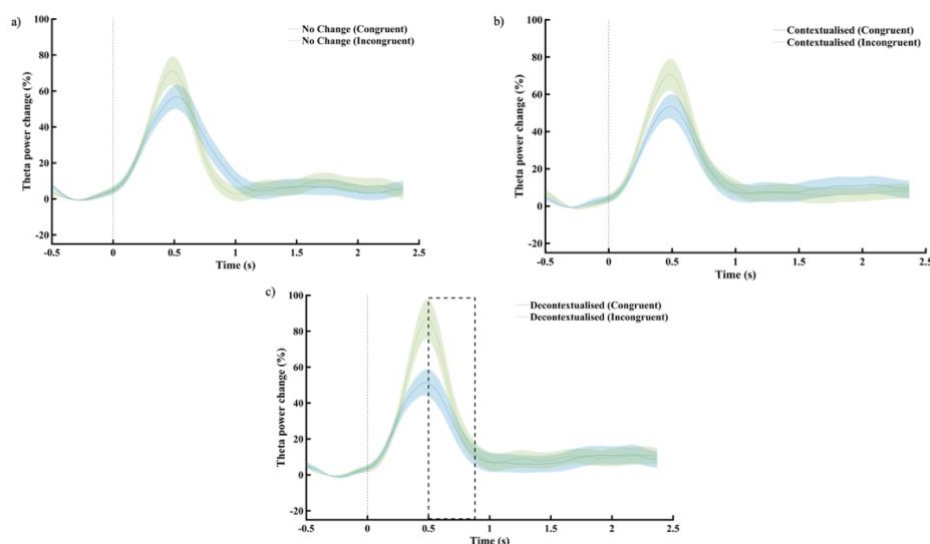 a)
No Change (Congruent)
No Change (Incongruent)
Theta power change (%)
100
80
60
40
20
0
-20
-0.5 0 0.5 1 1.5 2 2.5
Time (s)
b)
Contextualised (Congruent)
Contextualised (Incongruent)
Theta power change (%)
100
80
60
40
20
0
-20
-0.5 0 0.5 1 1.5 2 2.5
Time (s)
c)
Decontextualised (Congruent)
Decontextualised (Incongruent)
Theta power change (%)
100
80
60
40
20
0
-20
-0.5 0 0.5 1 1.5 2 2.5
Time (s)